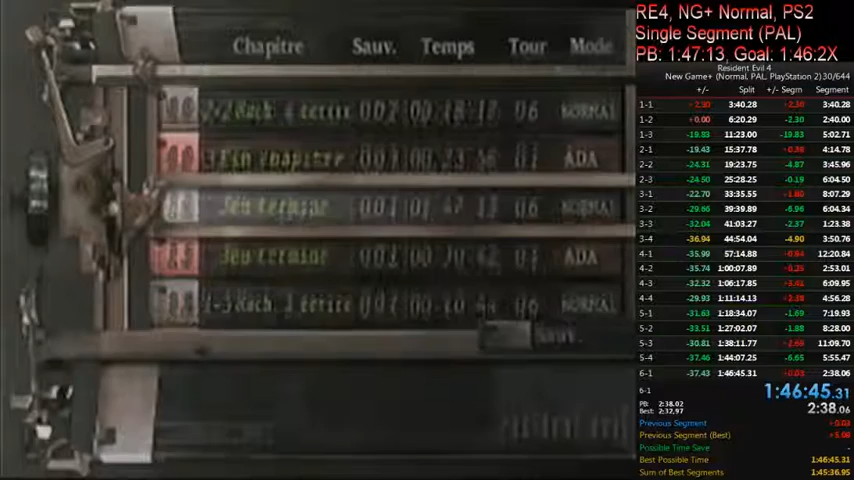 RE4, NG+ Normal, PS2
Single Segment (PAL)
PB: 1:47:13, Goal: 1:46:2X
Resident Evil 4
New Game+ (Normal, PAL, PlayStation 2) 30/644
+/- Split +/- Segm Segment
1-1 3:40.28 3:40.28
1-2 +0.00 6:20.29 -2.30 2:40.00
1-3 -19.83 11:23.00 -19.83 5:02.71
2-1 -19.43 15:37.78 4:14.78
2-2 -24.31 19:23.75 -4.87 3:45.96
2-3 -24.50 25:28.25 -0.19 6:04.50
3-1 -22.70 33:35.55 +1.80 8:07.29
3-2 -29.66 39:39.89 -6.96 6:04.34
3-3 -32.04 41:03.27 -2.37 1:23.38
3-4 -36.94 44:54.04 -4.90 3:50.76
4-1 -35.99 57:14.88 +0.94 12:20.84
4-2 -35.74 1:00:07.89 +0.25 2:53.01
4-3 -32.32 1:06:17.85 +3.41 6:09.95
4-4 -29.93 1:11:14.13 +2.38 4:56.28
5-1 -31.63 1:18:34.07 -1.69 7:19.93
5-2 -33.51 1:27:02.07 -1.88 8:28.00
5-3 -30.81 1:38:11.77 +2.69 11:09.70
5-4 -37.46 1:44:07.25 -6.65 5:55.47
6-1 -37.43 1:46:45.31 +0.03 2:38.06
6-1 1:46:45.31
PB: 2:38.02
Best: 2:32.97 2:38.06
Previous Segment +0.03
Previous Segment (Best) +5.09
Possible Time Save -
Best Possible Time 1:46:45.31
Sum of Best Segments 1:45:36.95
Chapitre Sauv. Temps Tour Mode
06 NORMAL
Fin chapitre ADA
Jeu terminé 06 NORMAL
Jeu terminé ADA
06 NORMAL
Sauv.